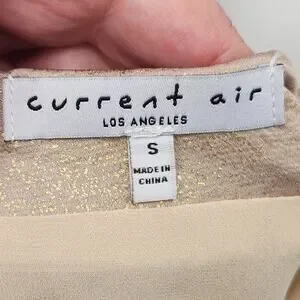 current air
LOS ANGELES
S
MADE IN
CHINA